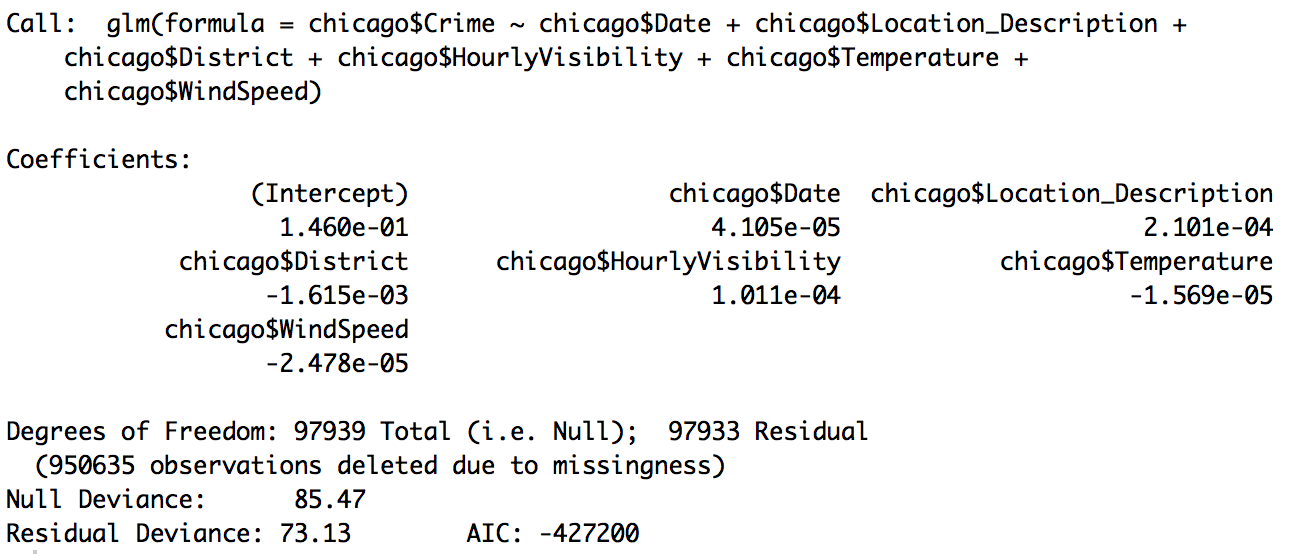 Call:  glm(formula = chicago$Crime ~ chicago$Date + chicago$Location_Description +
    chicago$District + chicago$HourlyVisibility + chicago$Temperature +
    chicago$WindSpeed)

Coefficients:
                 (Intercept)                  chicago$Date  chicago$Location_Description
                   1.460e-01                     4.105e-05                     2.101e-04
            chicago$District      chicago$HourlyVisibility           chicago$Temperature
                  -1.615e-03                     1.011e-04                    -1.569e-05
           chicago$WindSpeed
                  -2.478e-05

Degrees of Freedom: 97939 Total (i.e. Null);  97933 Residual
  (950635 observations deleted due to missingness)
Null Deviance:      85.47
Residual Deviance: 73.13       AIC: -427200